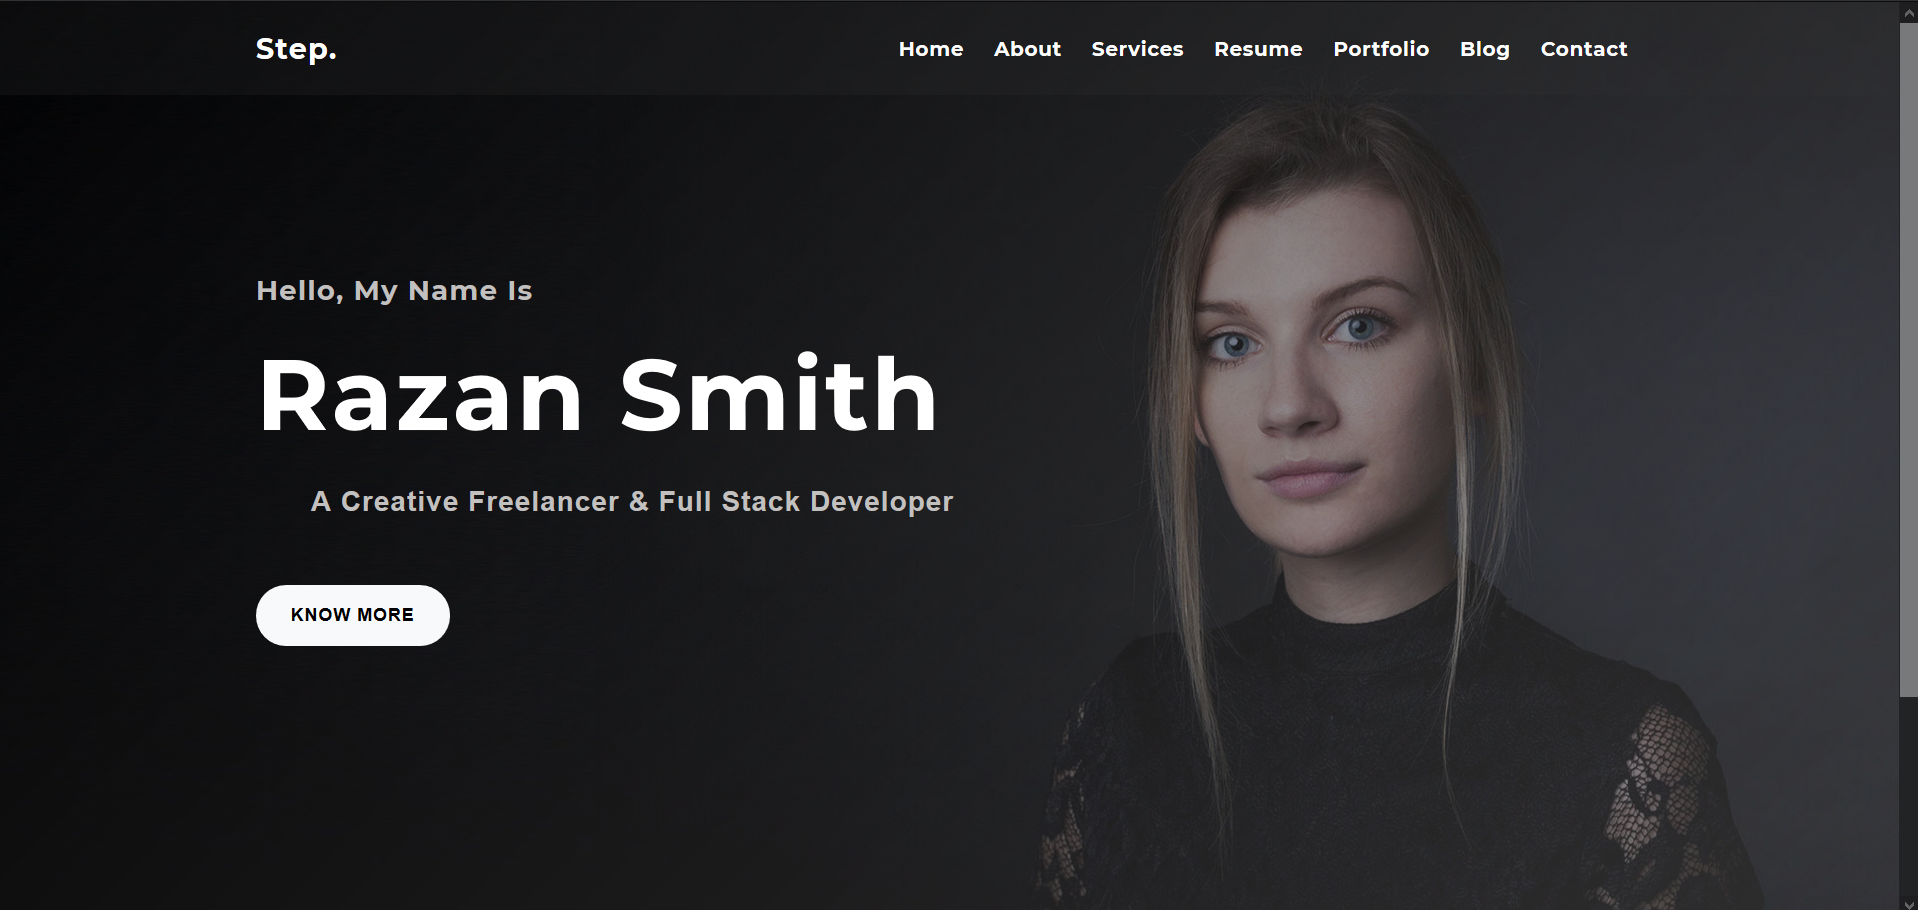 Step.
Home About Services Resume Portfolio Blog Contact
Hello, My Name Is
Razan Smith
A Creative Freelancer & Full Stack Developer
KNOW MORE